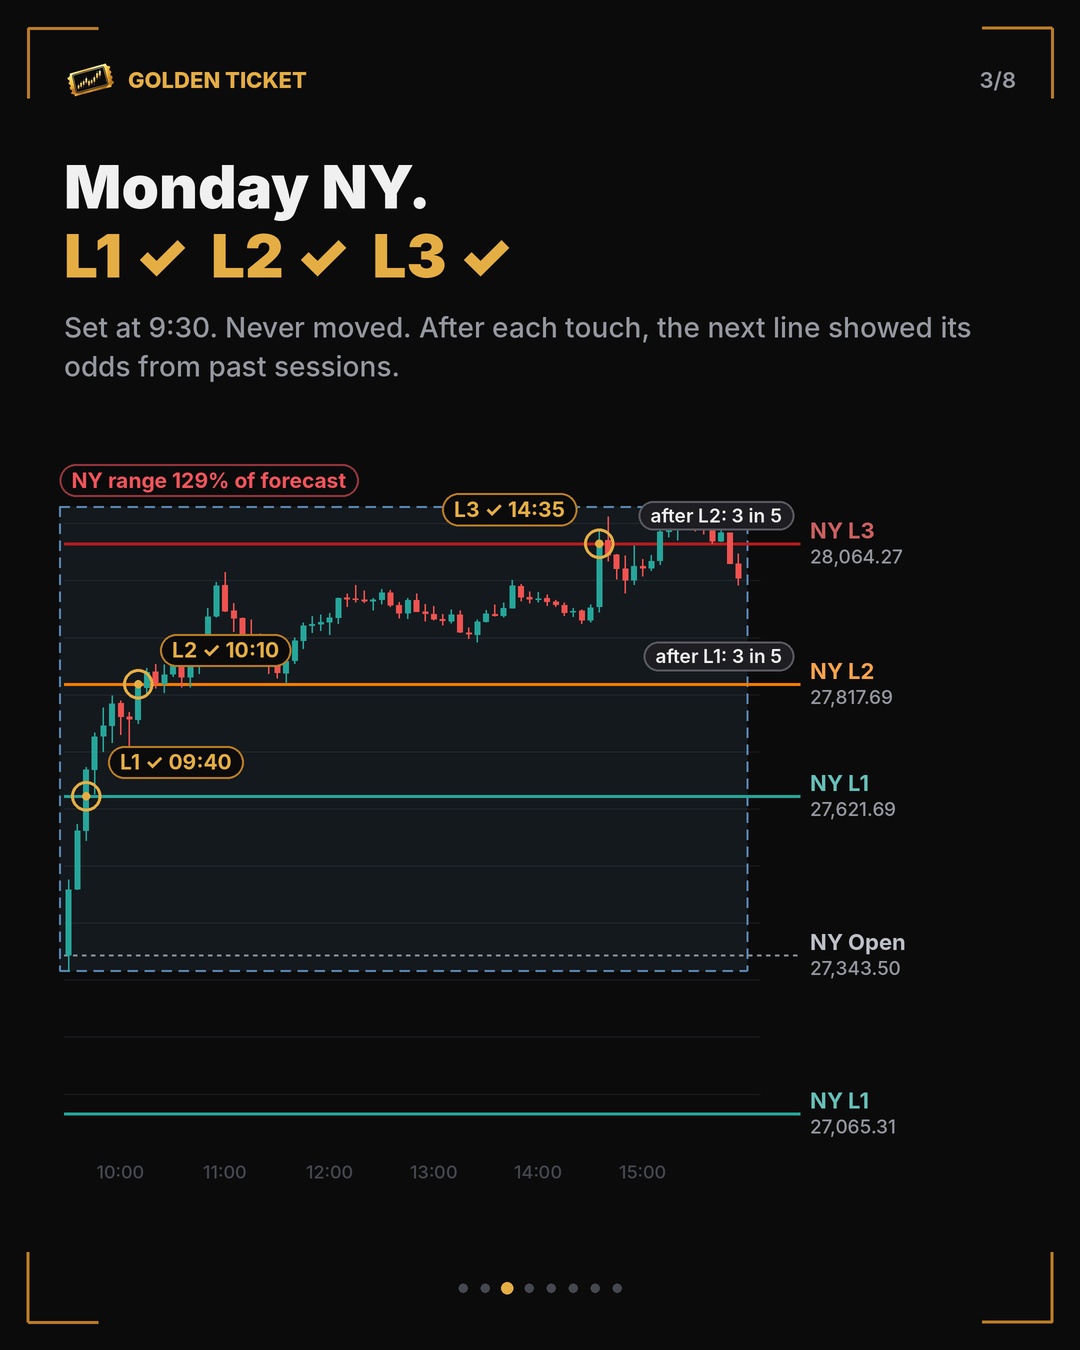 GOLDEN TICKET
3/8
Monday NY.
L1 ✓ L2 ✓ L3 ✓
Set at 9:30. Never moved. After each touch, the next line showed its
odds from past sessions.
NY range 129% of forecast
L3 ✓ 14:35
after L2: 3 in 5
NY L3
28,064.27
L2 ✓ 10:10
after L1: 3 in 5
NY L2
27,817.69
L1 ✓ 09:40
NY L1
27,621.69
NY Open
27,343.50
NY L1
27,065.31
10:00 11:00 12:00 13:00 14:00 15:00